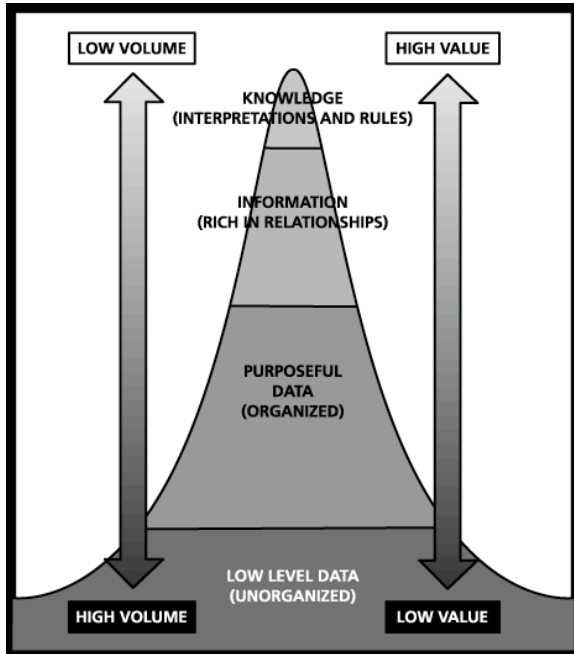 LOW VOLUME
HIGH VALUE
KNOWLEDGE
(INTERPRETATIONS AND RULES)
INFORMATION
(RICH IN RELATIONSHIPS)
PURPOSEFUL
DATA
(ORGANIZED)
LOW LEVEL DATA
(UNORGANIZED)
HIGH VOLUME
LOW VALUE